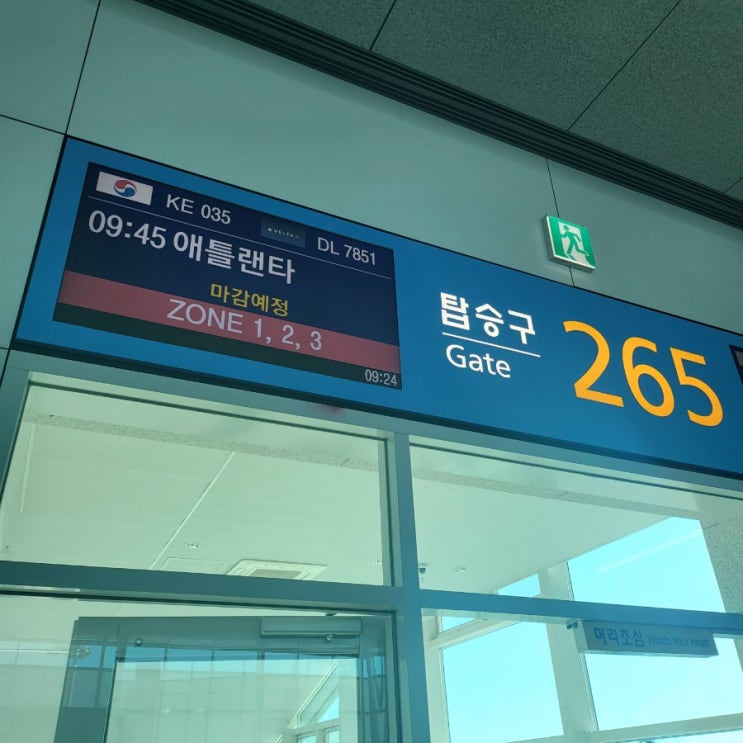 KE 035
DELTA
DL 7851
09:45 애틀랜타
마감예정
ZONE 1, 2, 3
09:24
탑승구
Gate
265
머리조심 Watch Your Head